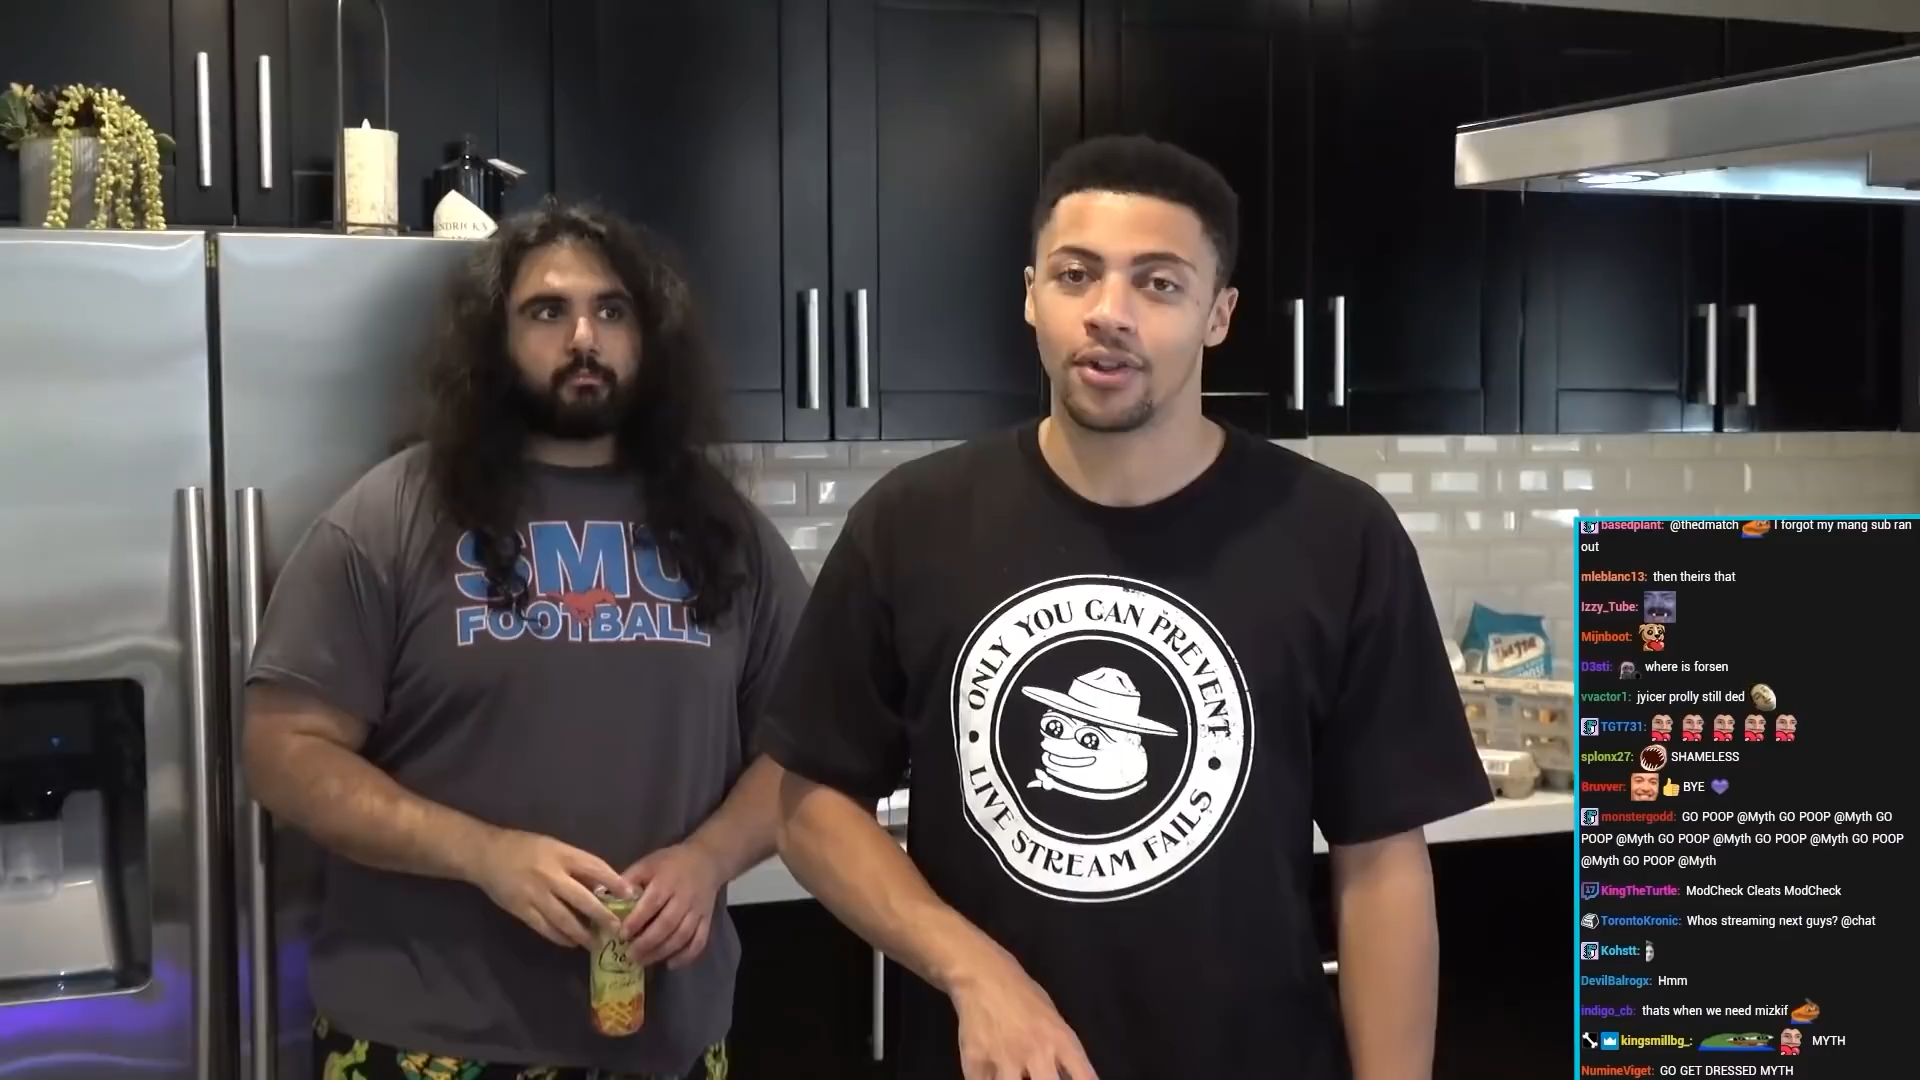 NDRICK'S
SMU
FOOTBALL
ONLY YOU CAN PREVENT
LIVE STREAM FAILS
basedplant: @thedmatch I forgot my mang sub ran
out
mleblanc13: then theirs that
Izzy_Tube:
Mijnboot:
D3sti: where is forsen
vvactor1: jyicer prolly still ded
TGT731:
splonx27: SHAMELESS
Bruvver: BYE
monstergodd: GO POOP @Myth GO POOP @Myth GO
POOP @Myth GO POOP @Myth GO POOP @Myth GO POOP
@Myth GO POOP @Myth
17 KingTheTurtle: ModCheck Cleats ModCheck
TorontoKronic: Whos streaming next guys? @chat
Kohstt:
DevilBalrogx: Hmm
indigo_cb: thats when we need mizkif
kingsmillbg_: MYTH
NumineViget: GO GET DRESSED MYTH